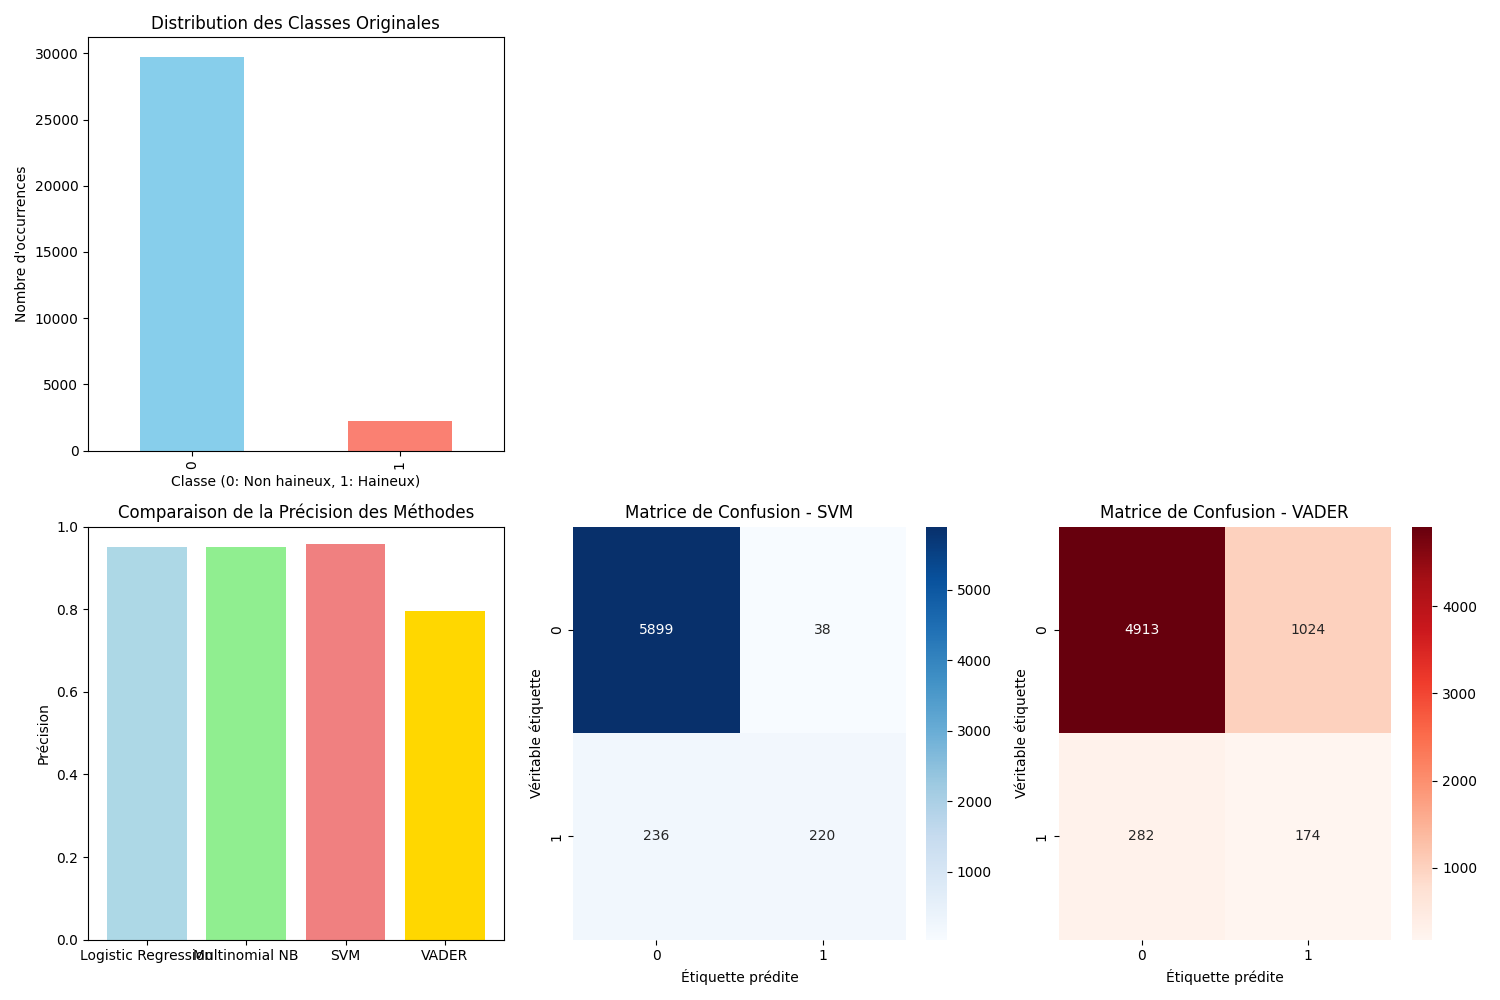 Distribution des Classes Originales
Nombre d'occurrences
30000
25000
20000
15000
10000
5000
0
0
1
Classe (0: Non haineux, 1: Haineux)
Comparaison de la Précision des Méthodes
Précision
1.0
0.8
0.6
0.4
0.2
0.0
Logistic Regression
Multinomial NB
SVM
VADER
Matrice de Confusion - SVM
Véritable étiquette
0
1
5899
38
236
220
0
1
Étiquette prédite
5000
4000
3000
2000
1000
Matrice de Confusion - VADER
Véritable étiquette
0
1
4913
1024
282
174
0
1
Étiquette prédite
4000
3000
2000
1000